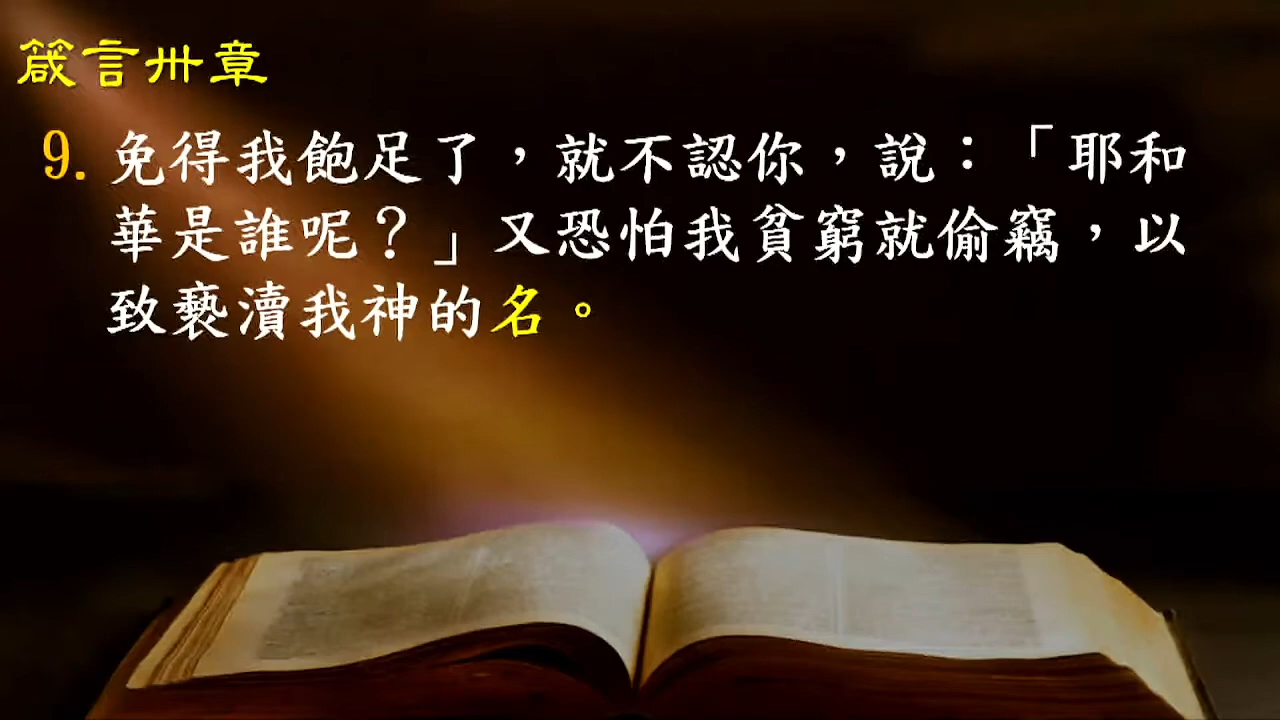 箴言卅章
9. 免得我飽足了，就不認你，說：「耶和
華是誰呢？」又恐怕我貧窮就偷竊，以
致褻瀆我神的名。